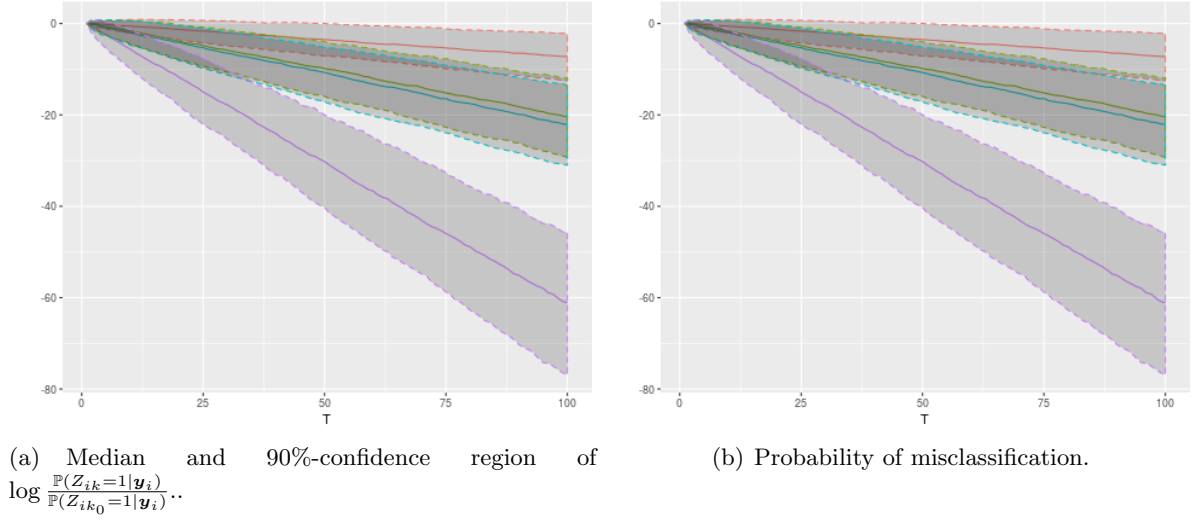 0
-20
-40
-60
-80
0 25 50 75 100
T
0
-20
-40
-60
-80
0 25 50 75 100
T
(a) Median and 90%-confidence region of
log ℙ(Z_{ik}=1|𝒚_i) / ℙ(Z_{ik_0}=1|𝒚_i) ..
(b) Probability of misclassification.